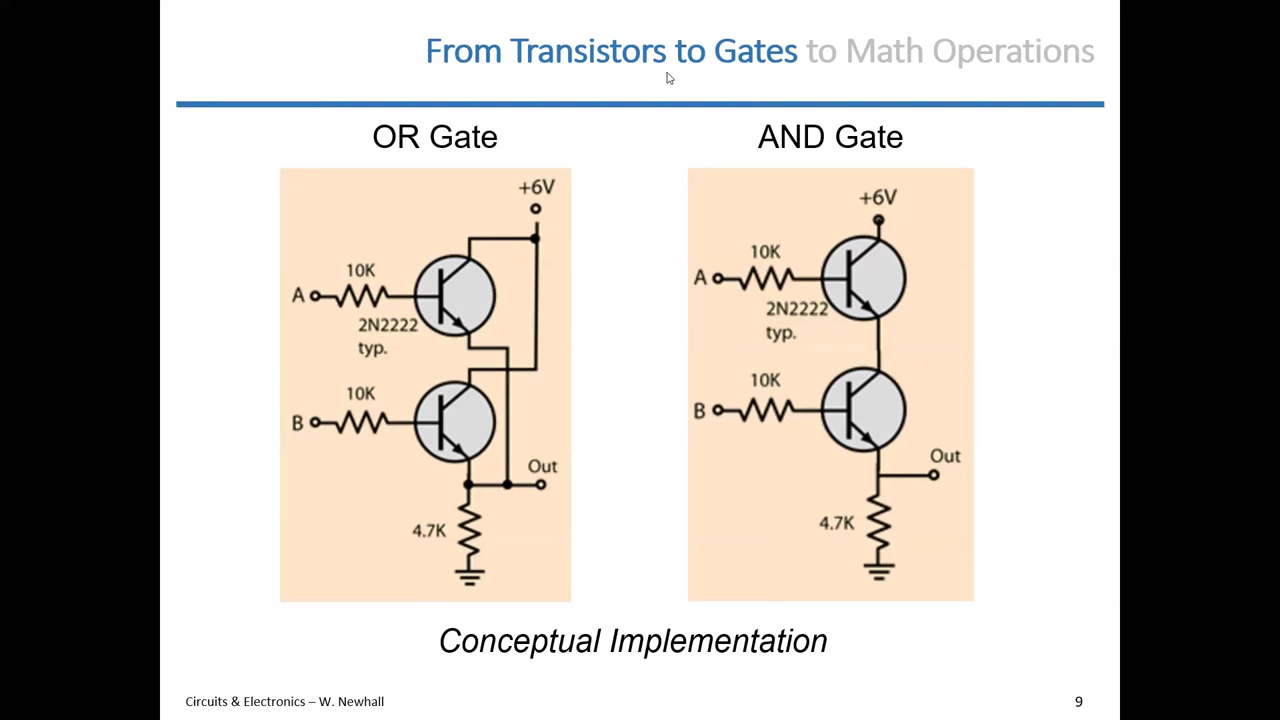 From Transistors to Gates to Math Operations
OR Gate
+6V
10K
A
2N2222
typ.
10K
B
Out
4.7K
AND Gate
+6V
10K
A
2N2222
typ.
10K
B
Out
4.7K
Conceptual Implementation
Circuits & Electronics – W. Newhall
9